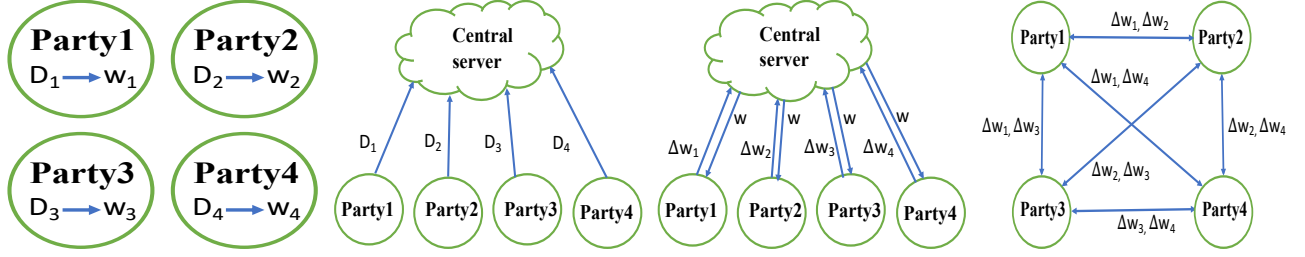 Party1
D₁ → w₁
Party2
D₂ → w₂
Party3
D₃ → w₃
Party4
D₄ → w₄
Central
server
D₁
D₂
D₃
D₄
Party1
Party2
Party3
Party4
Central
server
Δw₁
w
Δw₂
w
Δw₃
w
Δw₄
w
Party1
Party2
Party3
Party4
Party1
Δw₁, Δw₂
Party2
Δw₁, Δw₄
Δw₁, Δw₃
Δw₂, Δw₄
Δw₂, Δw₃
Party3
Δw₃, Δw₄
Party4